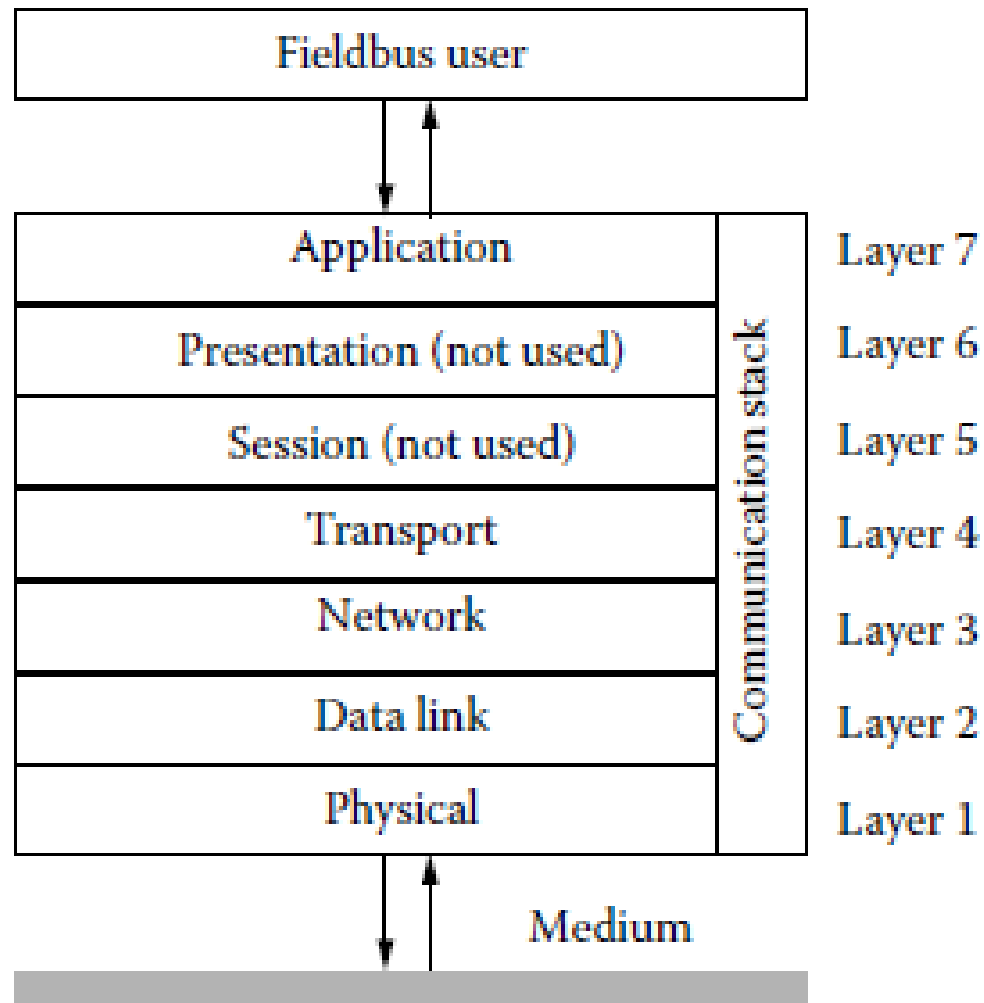 Fieldbus user
Application
Layer 7
Presentation (not used)
Layer 6
Session (not used)
Layer 5
Transport
Layer 4
Network
Layer 3
Data link
Layer 2
Physical
Layer 1
Communication stack
Medium